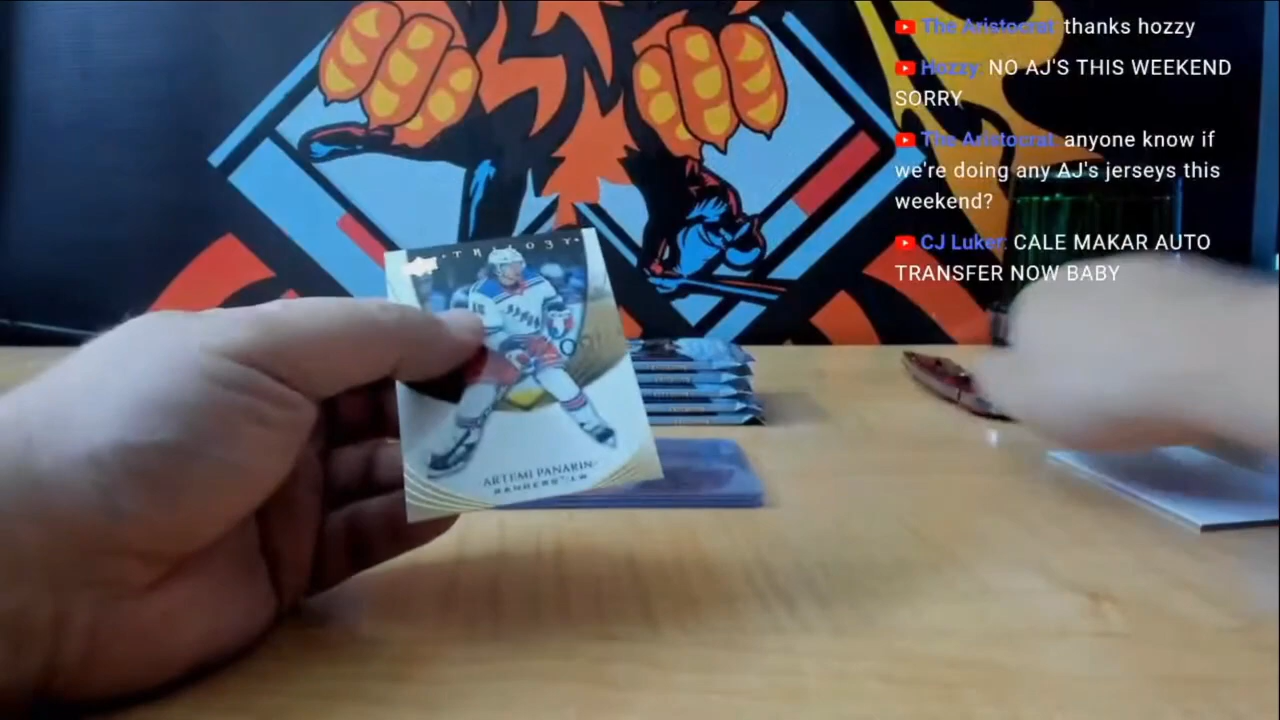 The Aristocrat: thanks hozzy
Hozzy: NO AJ'S THIS WEEKEND
SORRY
The Aristocrat: anyone know if
we're doing any AJ's jerseys this
weekend?
CJ Luker: CALE MAKAR AUTO
TRANSFER NOW BABY
TRILOGY
ARTEMI PANARIN
RANGERS · LW